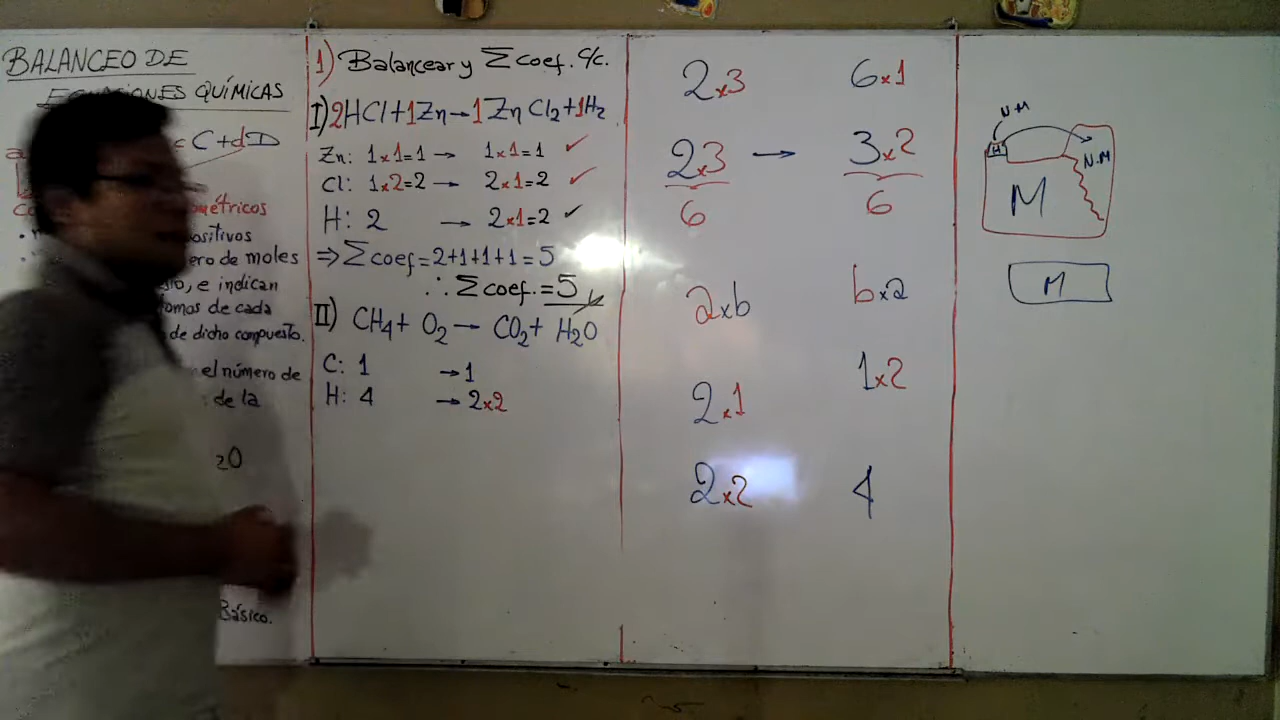 BALANCEO DE
ECUACIONES QUÍMICAS
C + dD
ométricos
ositivos
ero de moles
e indican
omos de cada
de dicho compuesto.
el número de
de la
2O
Básico.
1) Balancear y Σcoef. c/c.
I) 2HCl + 1Zn → 1ZnCl2 + 1H2
Zn: 1x1=1 → 1x1=1 ✓
Cl: 1x2=2 → 2x1=2 ✓
H: 2 → 2x1=2 ✓
⇒ Σcoef = 2+1+1+1 = 5
∴ Σcoef. = 5
II) CH4 + O2 → CO2 + H2O
C: 1 → 1
H: 4 → 2x2
2x3 6x1
2x3 → 3x2
6 6
axb bxa
2x1 1x2
2x2 4
N.M
H
N.M
M
M